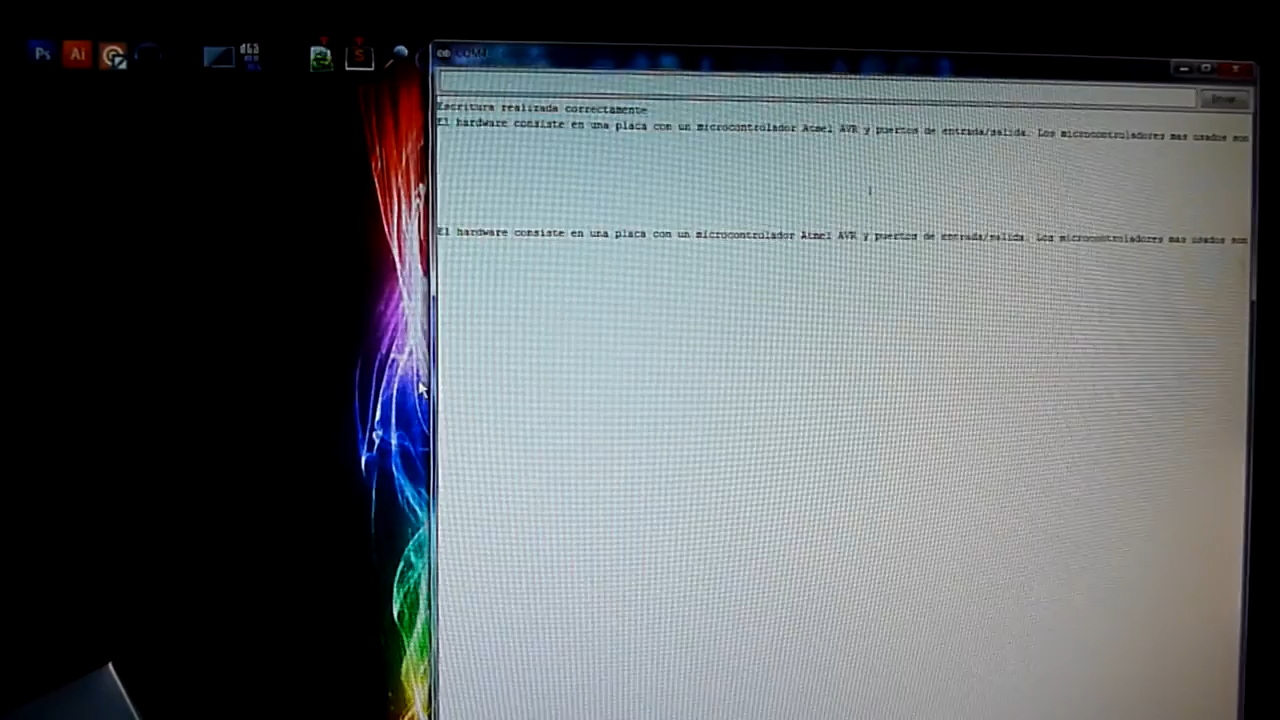 Ps Ai
Escritura realizada correctamente
El hardware consiste en una placa con un microcontrolador Atmel AVR y puertos de entrada/salida. Los microcontroladores mas usados son
El hardware consiste en una placa con un microcontrolador Atmel AVR y puertos de entrada/salida. Los microcontroladores mas usados son